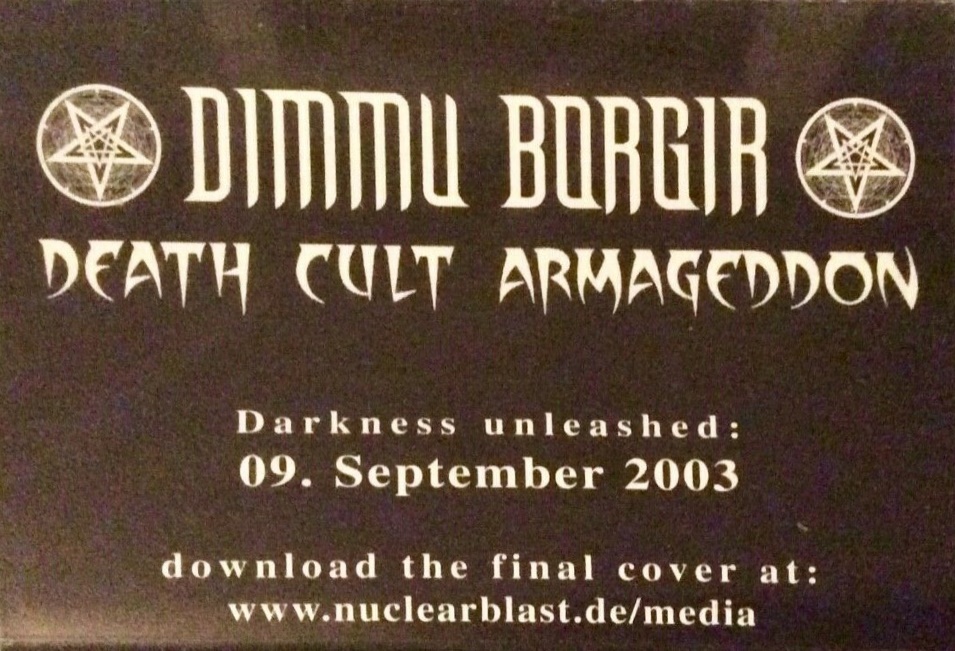 DIMMU BORGIR
DEATH CULT ARMAGEDDON
Darkness unleashed:
09. September 2003
download the final cover at:
www.nuclearblast.de/media